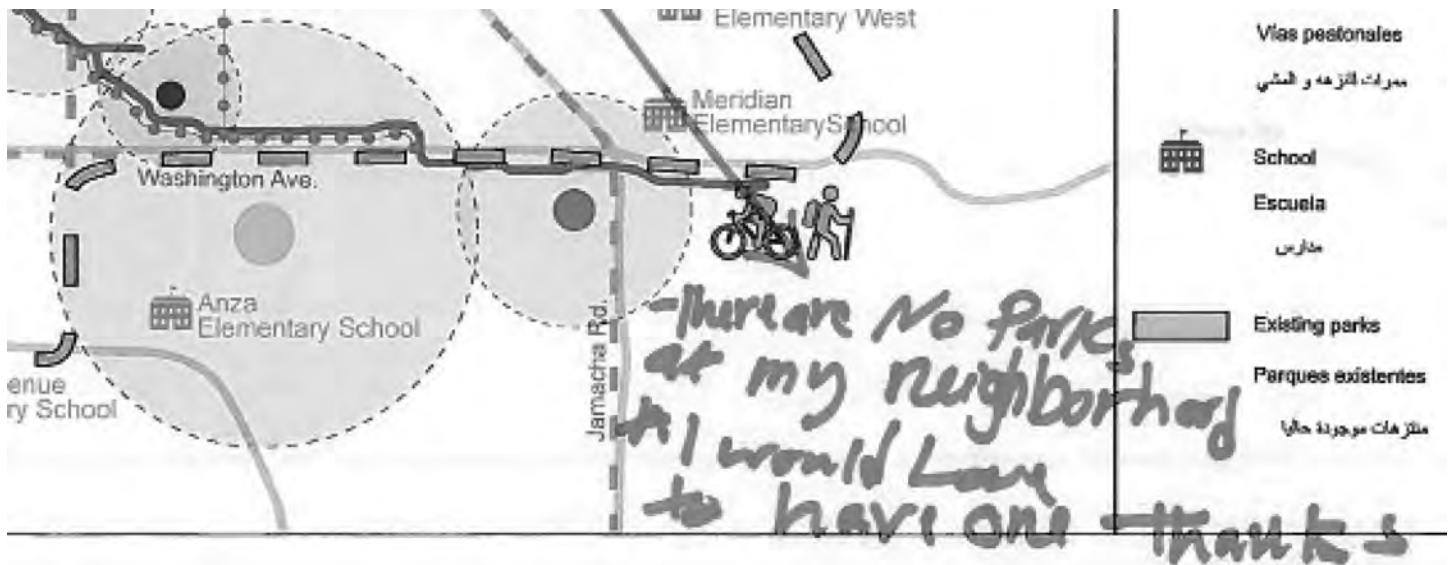 Elementary West
Meridian
ElementarySchool
Washington Ave.
Anza
Elementary School
enue
ry School
Jamacha Rd.
-There are No Parks
at my neighborhood
I would Love
to have one thanks
Vías peatonales
ممرات للنزهه و المشي
School
Escuela
مدارس
Existing parks
Parques existentes
منتزهات موجودة حاليا